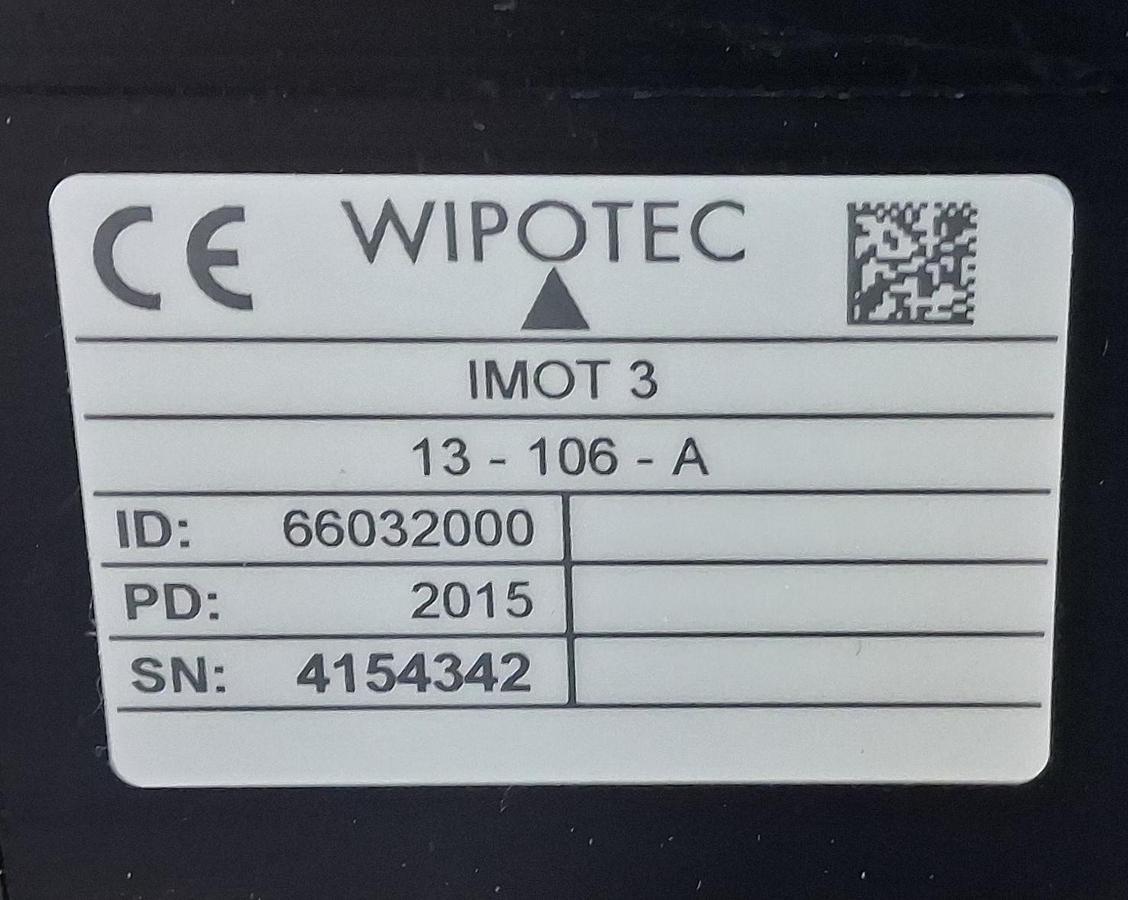 CE WIPOTEC
IMOT 3
13 - 106 - A
ID: 66032000
PD: 2015
SN: 4154342